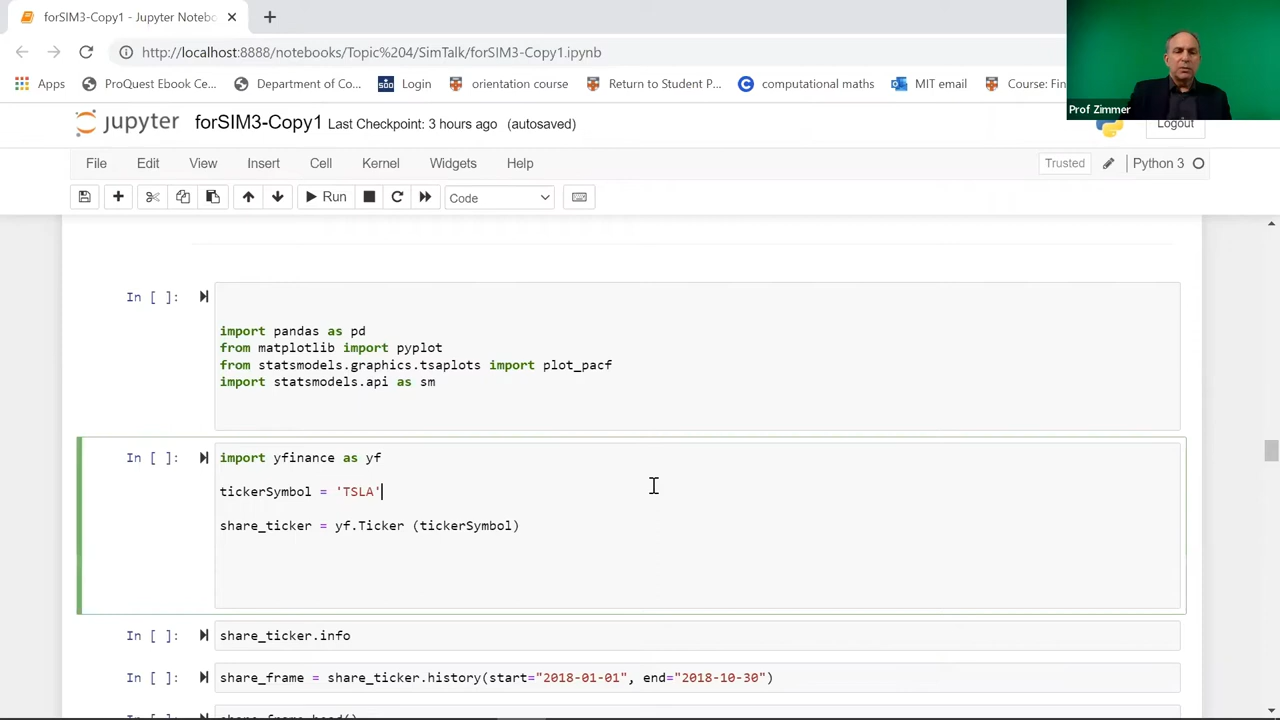 forSIM3-Copy1 - Jupyter Notebo
http://localhost:8888/notebooks/Topic%204/SimTalk/forSIM3-Copy1.ipynb
Apps ProQuest Ebook Ce... Department of Co... Login orientation course Return to Student P... computational maths MIT email Course: Fin
Prof Zimmer
jupyter forSIM3-Copy1 Last Checkpoint: 3 hours ago (autosaved) Logout
File Edit View Insert Cell Kernel Widgets Help Trusted Python 3
Run Code
In [ ]:
import pandas as pd
from matplotlib import pyplot
from statsmodels.graphics.tsaplots import plot_pacf
import statsmodels.api as sm
In [ ]: import yfinance as yf
tickerSymbol = 'TSLA'
share_ticker = yf.Ticker (tickerSymbol)
In [ ]: share_ticker.info
In [ ]: share_frame = share_ticker.history(start="2018-01-01", end="2018-10-30")